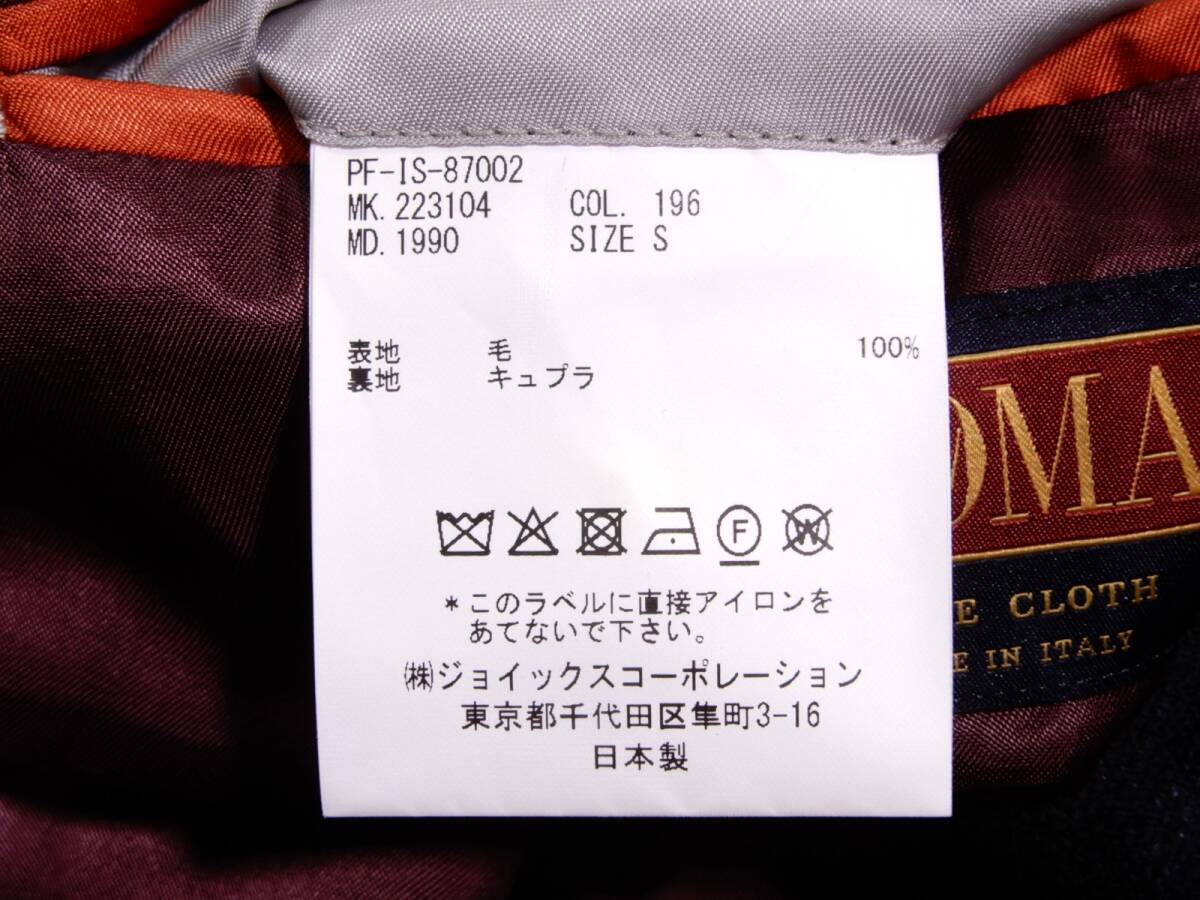 PF-IS-87002
MK. 223104 COL. 196
MD. 1990 SIZE S
表地 毛 100%
裏地 キュプラ
F
W
*このラベルに直接アイロンを
あてないで下さい。
㈱ジョイックスコーポレーション
東京都千代田区隼町3-16
日本製
CLOTH
IN ITALY